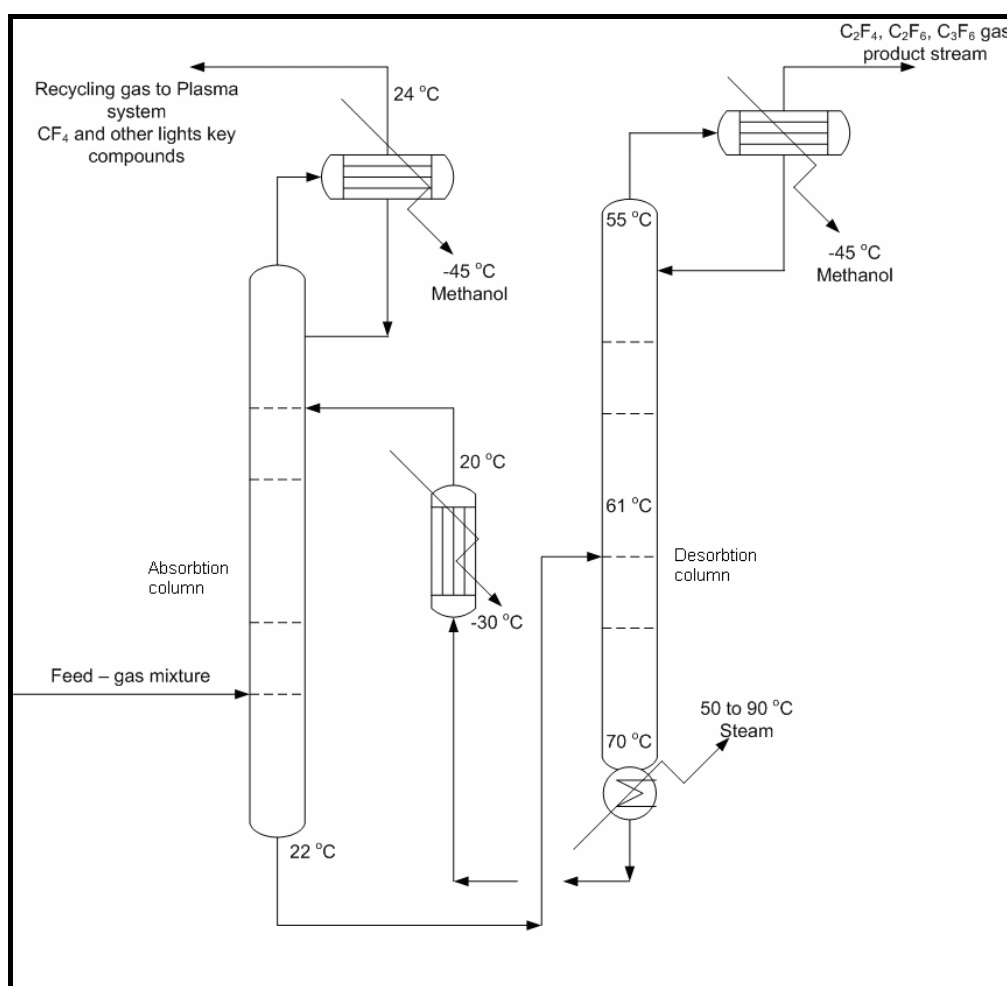 C₂F₄, C₂F₆, C₃F₆ gas
product stream
Recycling gas to Plasma
system
CF₄ and other lights key
compounds
24 °C
-45 °C
Methanol
55 °C
-45 °C
Methanol
20 °C
61 °C
Absorbtion
column
Desorbtion
column
-30 °C
Feed – gas mixture
50 to 90 °C
Steam
70 °C
22 °C